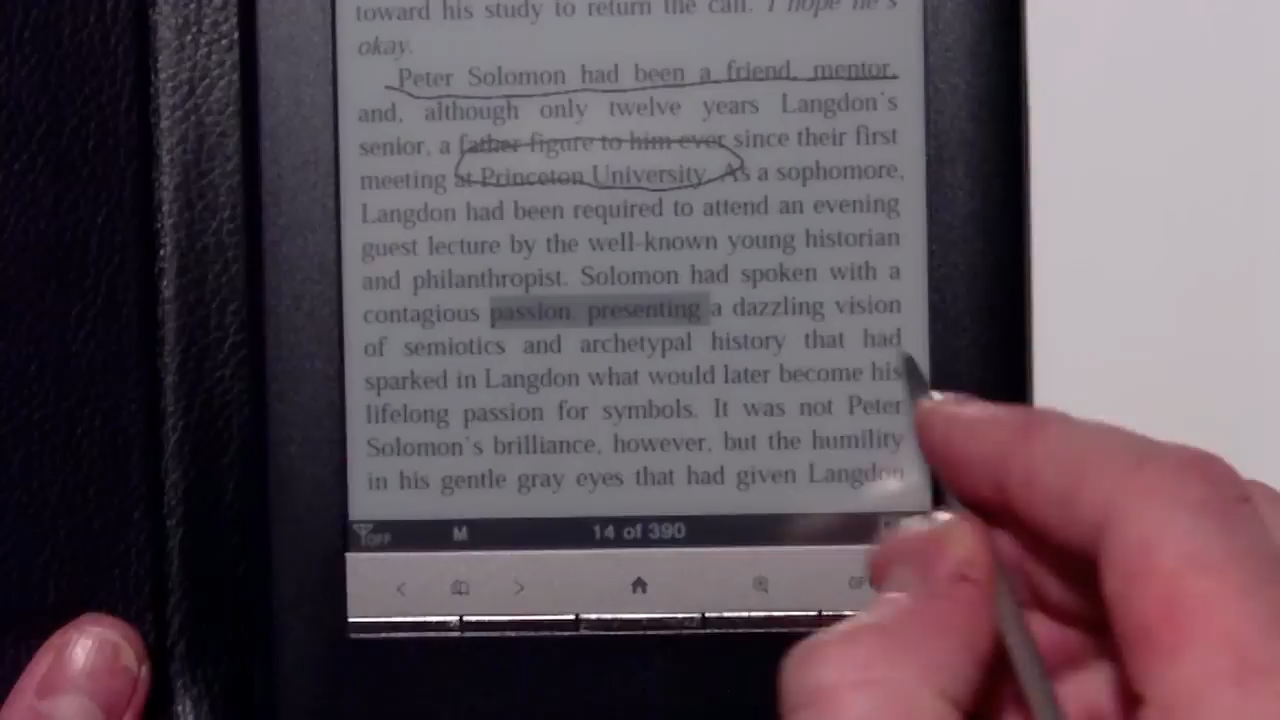 toward his study to return the call. I hope he's
okay.
Peter Solomon had been a friend, mentor,
and, although only twelve years Langdon's
senior, a father figure to him ever since their first
meeting at Princeton University. As a sophomore,
Langdon had been required to attend an evening
guest lecture by the well-known young historian
and philanthropist. Solomon had spoken with a
contagious passion, presenting a dazzling vision
of semiotics and archetypal history that had
sparked in Langdon what would later become his
lifelong passion for symbols. It was not Peter
Solomon's brilliance, however, but the humility
in his gentle gray eyes that had given Langdon
OFF M 14 of 390